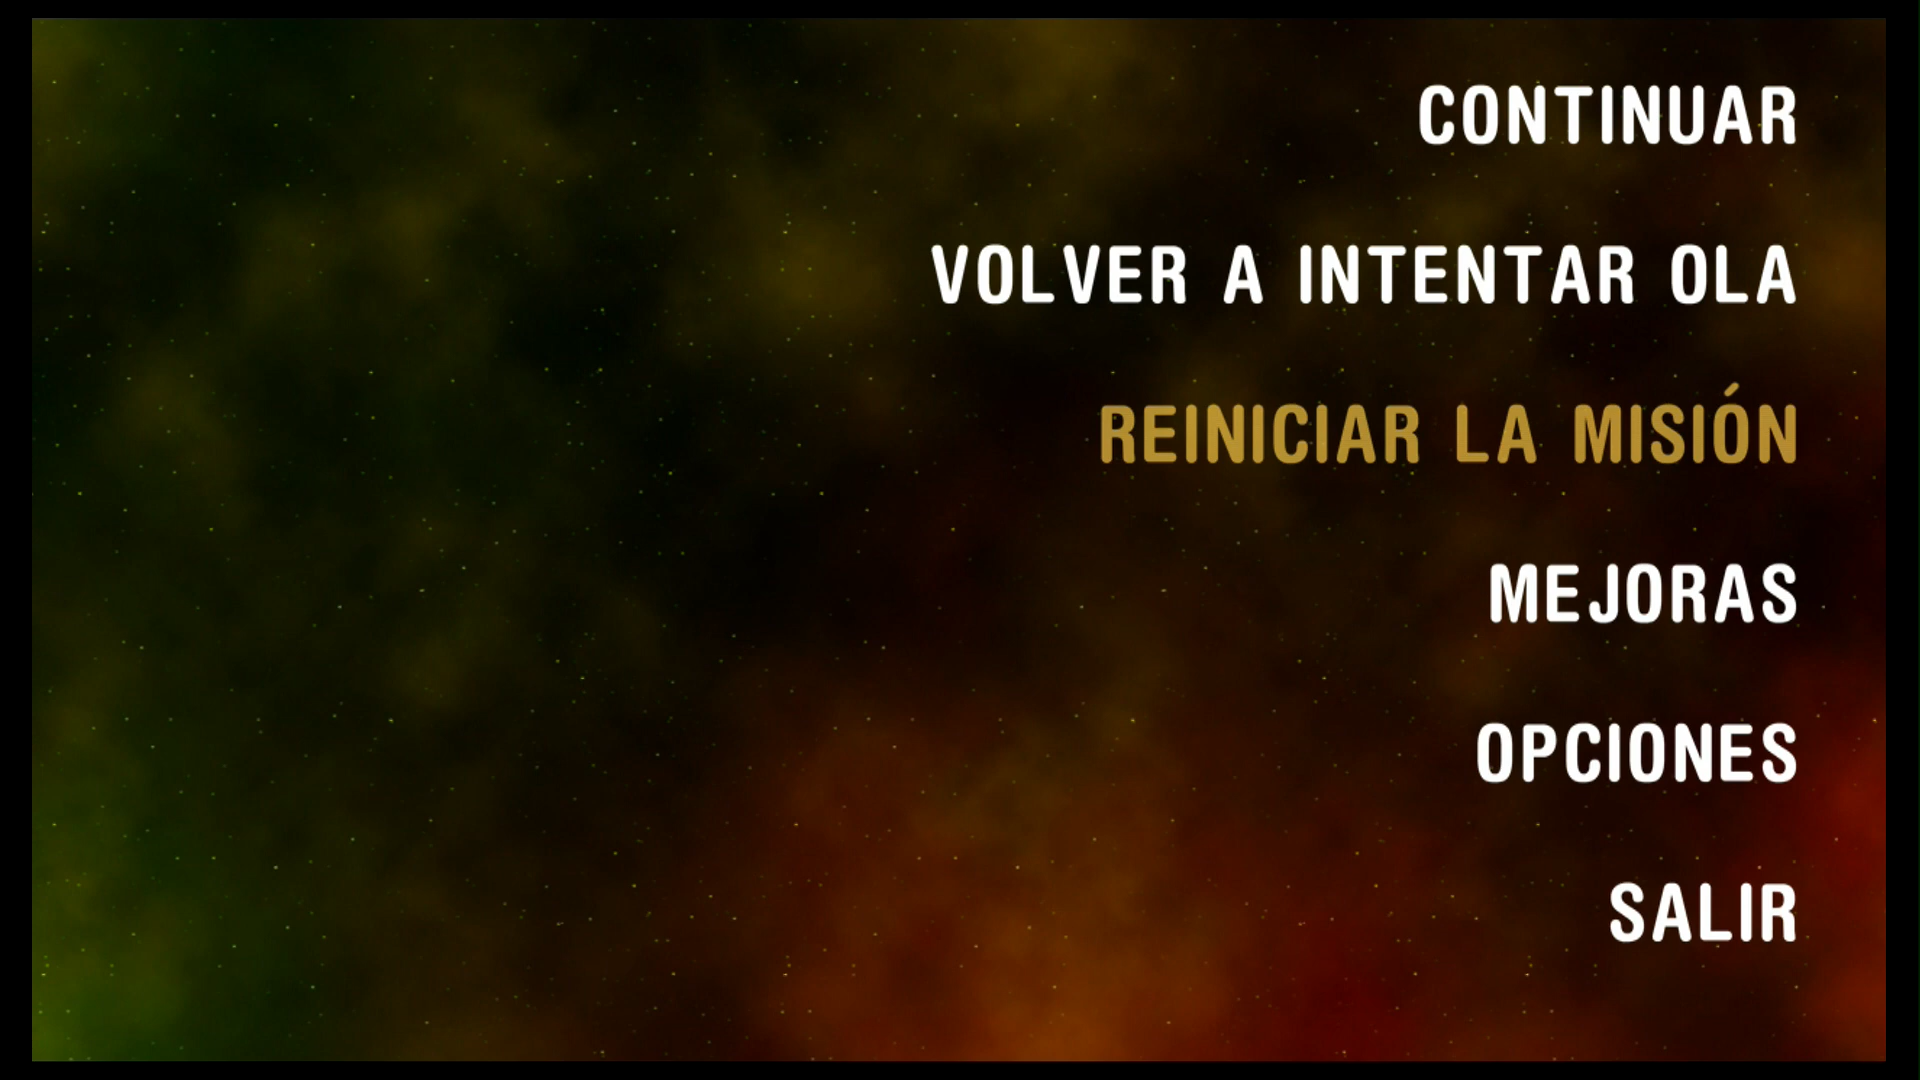 CONTINUAR
VOLVER A INTENTAR OLA
REINICIAR LA MISIÓN
MEJORAS
OPCIONES
SALIR